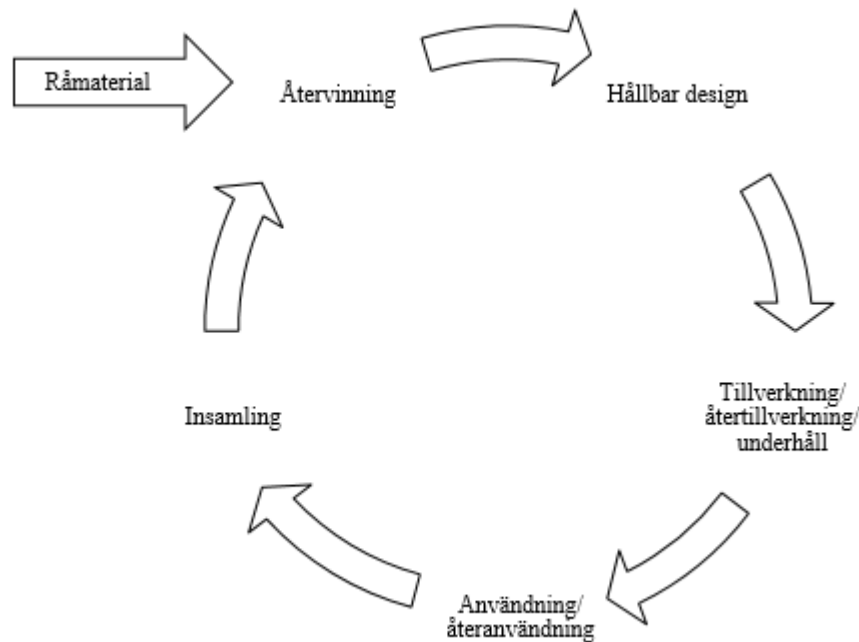 Råmaterial
Återvinning
Hållbar design
Tillverkning/
återtillverkning/
underhåll
Användning/
återanvändning
Insamling